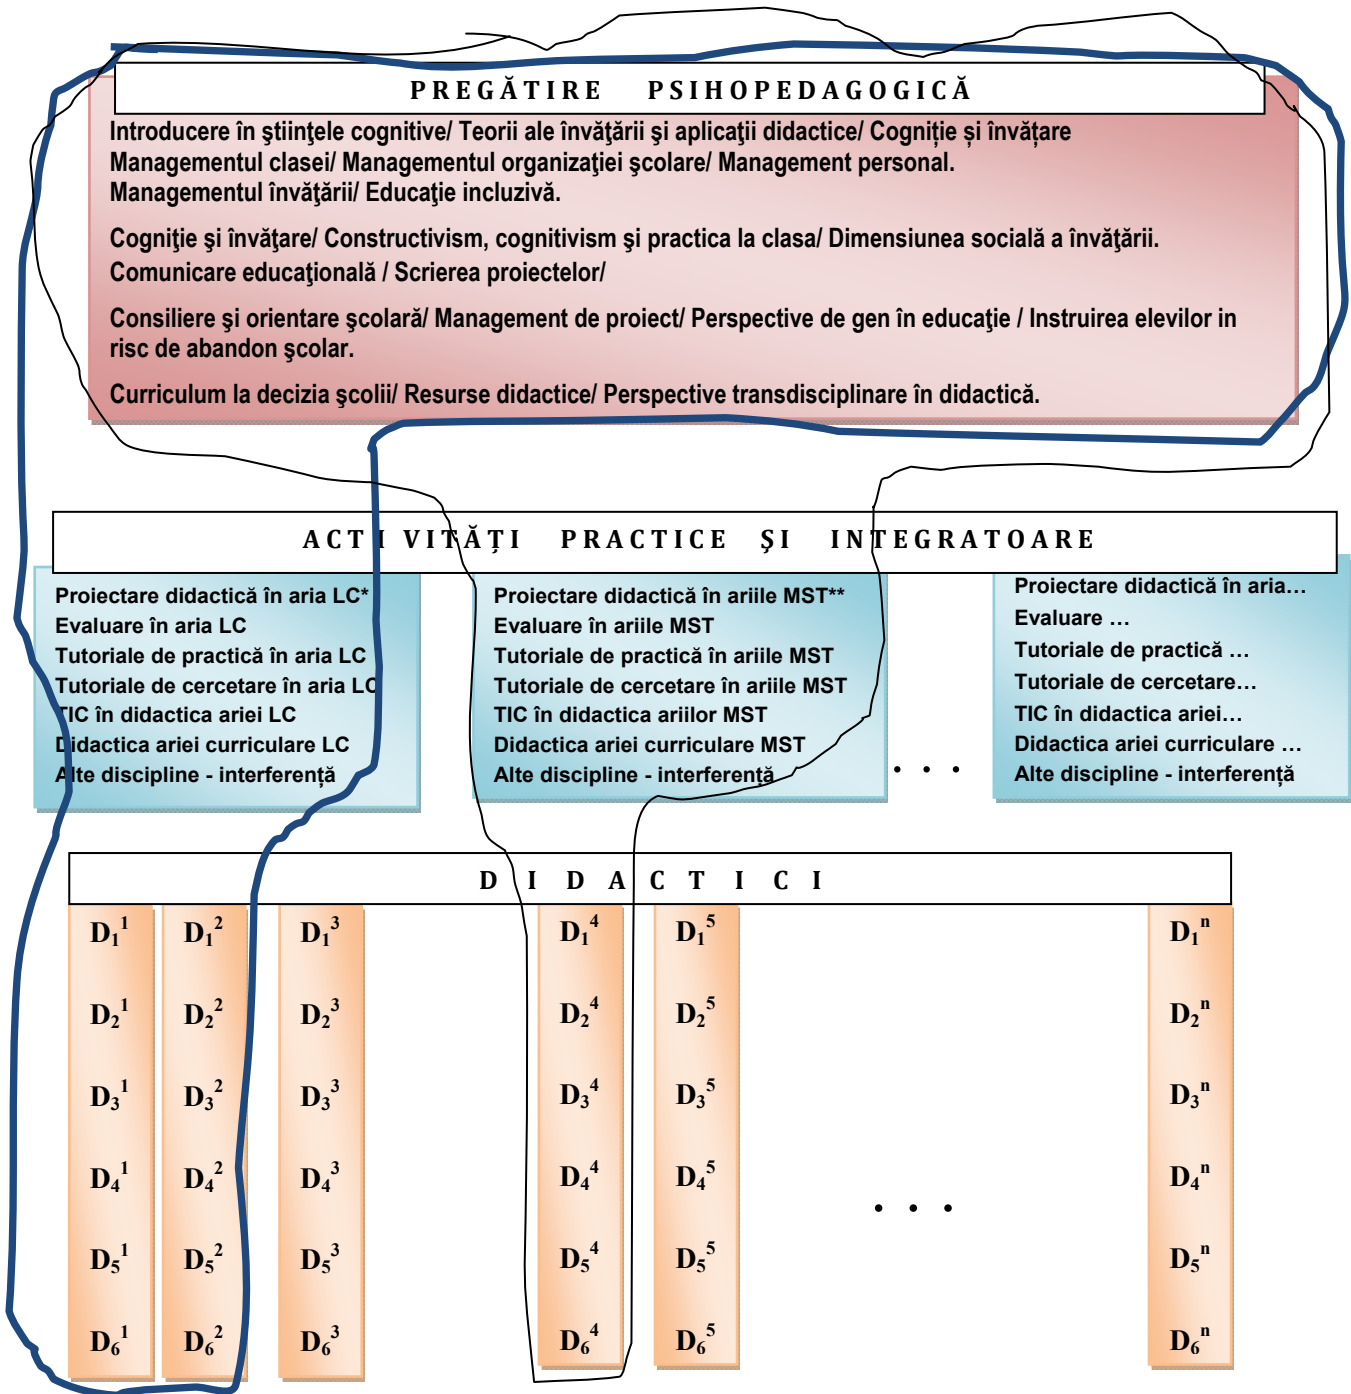 PREGĂTIRE PSIHOPEDAGOGICĂ
Introducere în ştiinţele cognitive/ Teorii ale învăţării şi aplicaţii didactice/ Cogniție și învățare
Managementul clasei/ Managementul organizaţiei şcolare/ Management personal.
Managementul învăţării/ Educaţie incluzivă.
Cogniţie şi învăţare/ Constructivism, cognitivism şi practica la clasa/ Dimensiunea socială a învăţării.
Comunicare educaţională / Scrierea proiectelor/
Consiliere şi orientare şcolară/ Management de proiect/ Perspective de gen în educaţie / Instruirea elevilor in
risc de abandon şcolar.
Curriculum la decizia şcolii/ Resurse didactice/ Perspective transdisciplinare în didactică.
ACTIVITĂȚI PRACTICE ŞI INTEGRATOARE
Proiectare didactică în aria LC*
Evaluare în aria LC
Tutoriale de practică în aria LC
Tutoriale de cercetare în aria LC
TIC în didactica ariei LC
Didactica ariei curriculare LC
Alte discipline - interferenţă
Proiectare didactică în ariile MST**
Evaluare în ariile MST
Tutoriale de practică în ariile MST
Tutoriale de cercetare în ariile MST
TIC în didactica ariilor MST
Didactica ariei curriculare MST
Alte discipline - interferenţă
. . .
Proiectare didactică în aria…
Evaluare …
Tutoriale de practică …
Tutoriale de cercetare…
TIC în didactica ariei…
Didactica ariei curriculare …
Alte discipline - interferenţă
DIDACTICI
D₁¹ D₁² D₁³ D₁⁴ D₁⁵ D₁ⁿ
D₂¹ D₂² D₂³ D₂⁴ D₂⁵ D₂ⁿ
D₃¹ D₃² D₃³ D₃⁴ D₃⁵ D₃ⁿ
D₄¹ D₄² D₄³ D₄⁴ D₄⁵ . . . D₄ⁿ
D₅¹ D₅² D₅³ D₅⁴ D₅⁵ D₅ⁿ
D₆¹ D₆² D₆³ D₆⁴ D₆⁵ D₆ⁿ